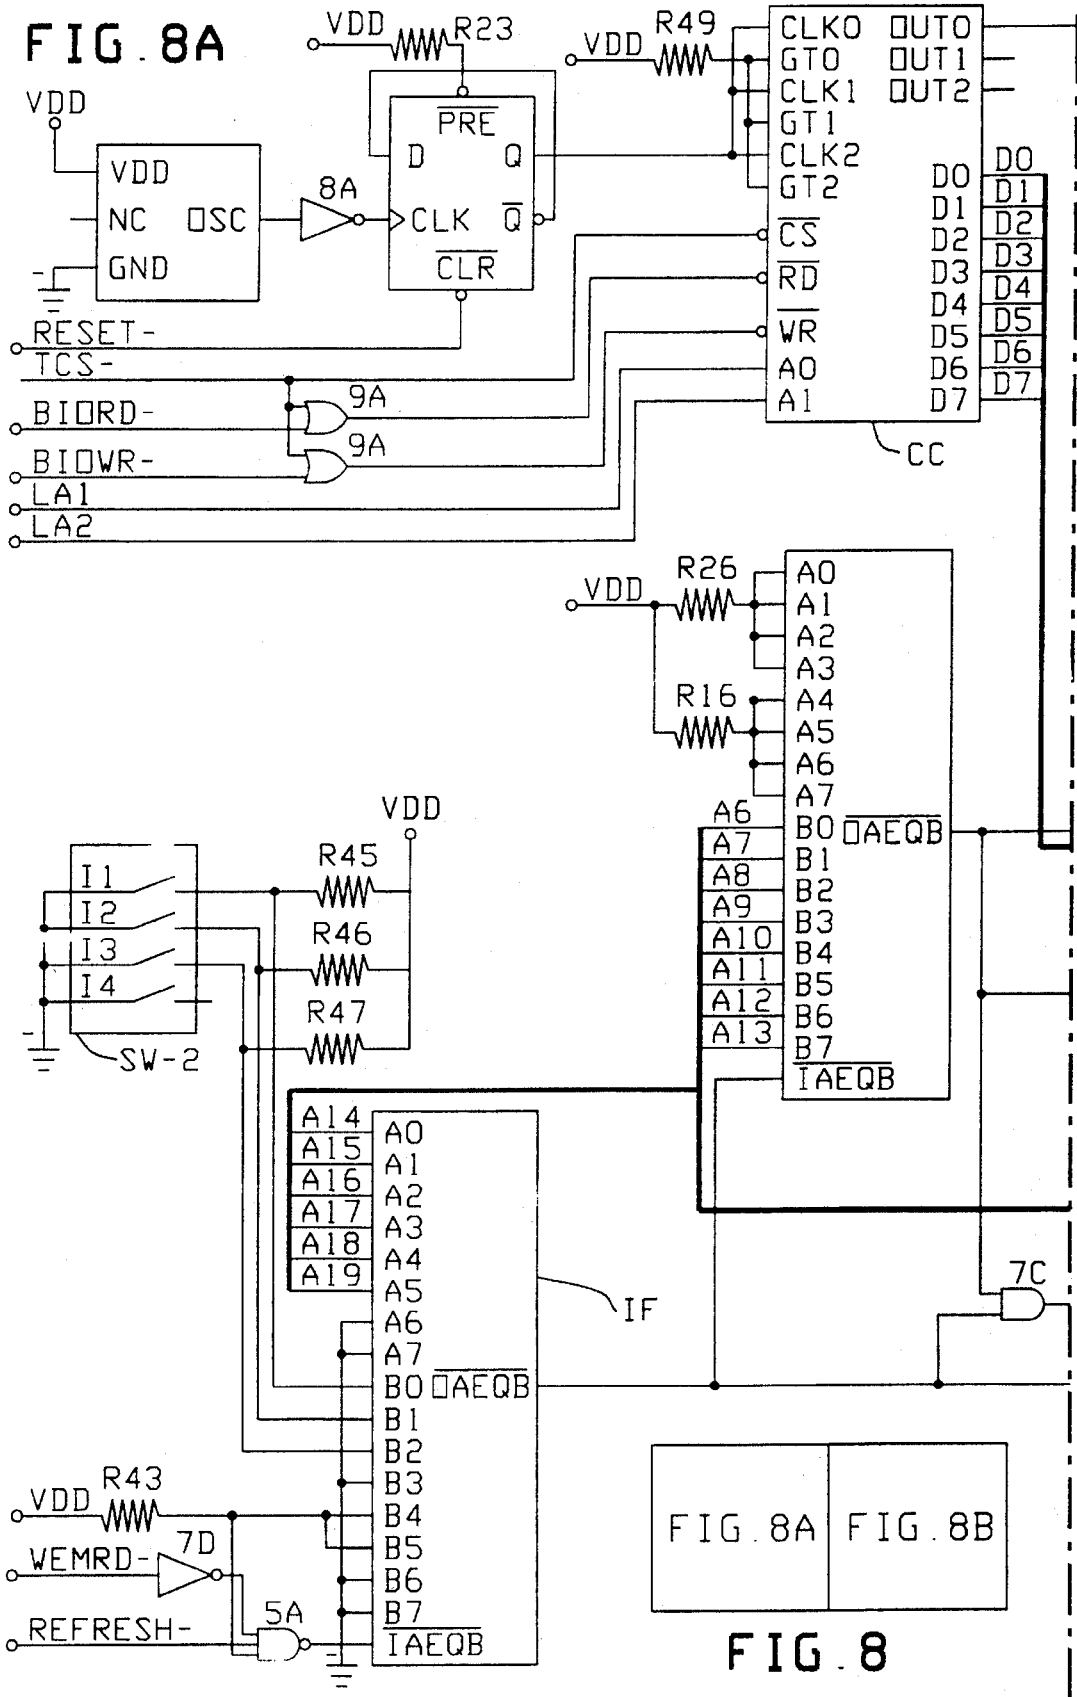 FIG. 8A
VDD
R23
VDD
R49
CLK0 OUT0
GT0 OUT1
CLK1 OUT2
GT1
CLK2
GT2
D0 D0
D1 D1
D2 D2
D3 D3
D4 D4
D5 D5
D6 D6
D7 D7
CS
RD
WR
A0
A1
CC
VDD
VDD
NC OSC
GND
8A
PRE
D Q
CLK Q
CLR
RESET-
TCS-
BIORD-
9A
BIOWR-
9A
LA1
LA2
VDD
R26
R16
A0
A1
A2
A3
A4
A5
A6
A7
A6 B0 OAEQB
A7 B1
A8 B2
A9 B3
A10 B4
A11 B5
A12 B6
A13 B7
IAEQB
VDD
R45
R46
R47
I1
I2
I3
I4
SW-2
A14 A0
A15 A1
A16 A2
A17 A3
A18 A4
A19 A5
A6
A7
B0 OAEQB
B1
B2
B3
B4
B5
B6
B7
IAEQB
IF
7C
VDD
R43
WEMRD-
7D
REFRESH-
5A
FIG. 8A FIG. 8B
FIG. 8